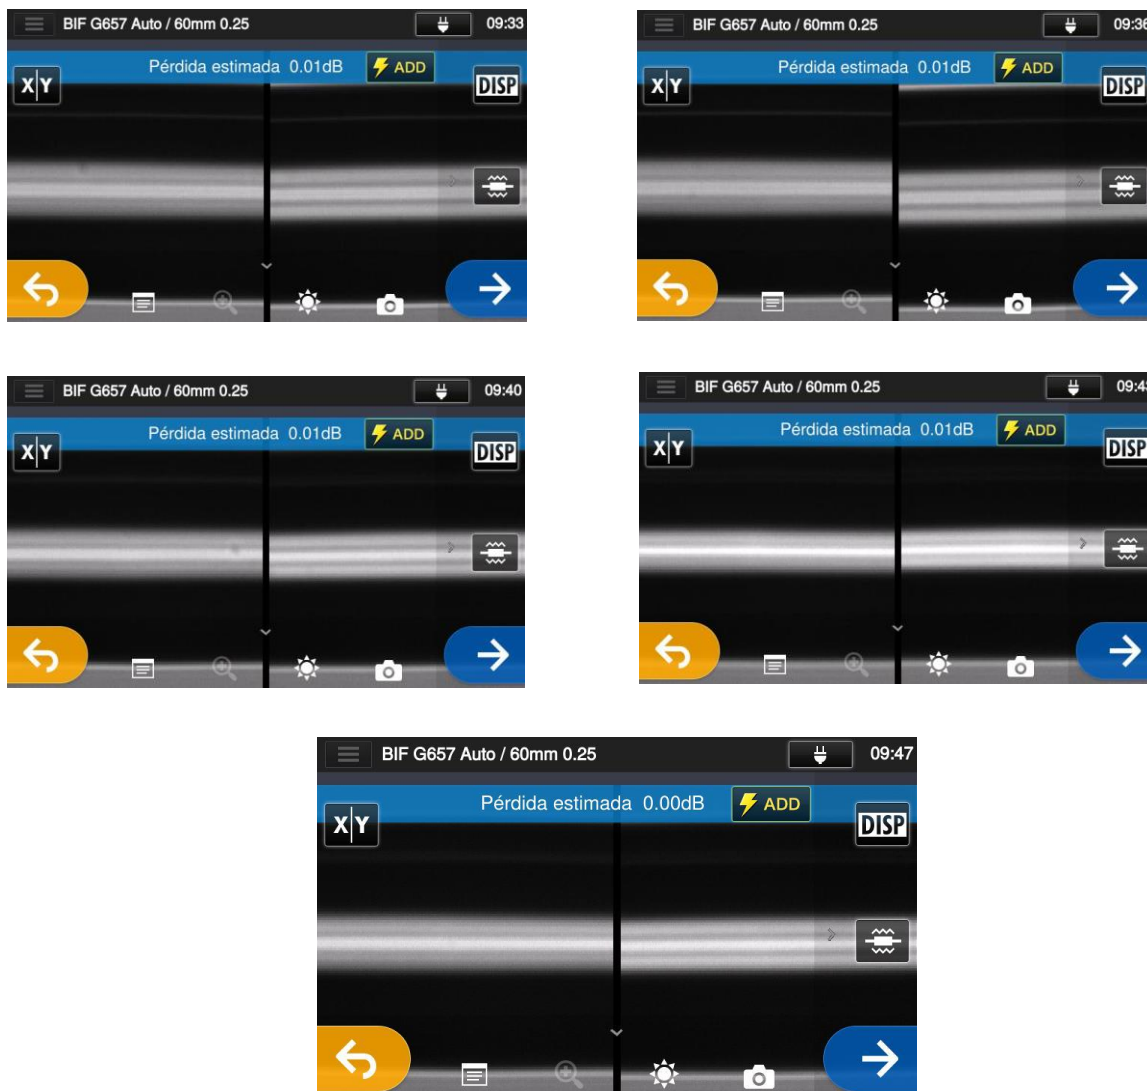 BIF G657 Auto / 60mm 0.25 09:33
Pérdida estimada 0.01dB ADD
X|Y DISP
BIF G657 Auto / 60mm 0.25 09:36
Pérdida estimada 0.01dB ADD
X|Y DISP
BIF G657 Auto / 60mm 0.25 09:40
Pérdida estimada 0.01dB ADD
X|Y DISP
BIF G657 Auto / 60mm 0.25
Pérdida estimada 0.01dB ADD
X|Y DISP
BIF G657 Auto / 60mm 0.25 09:47
Pérdida estimada 0.00dB ADD
X|Y DISP